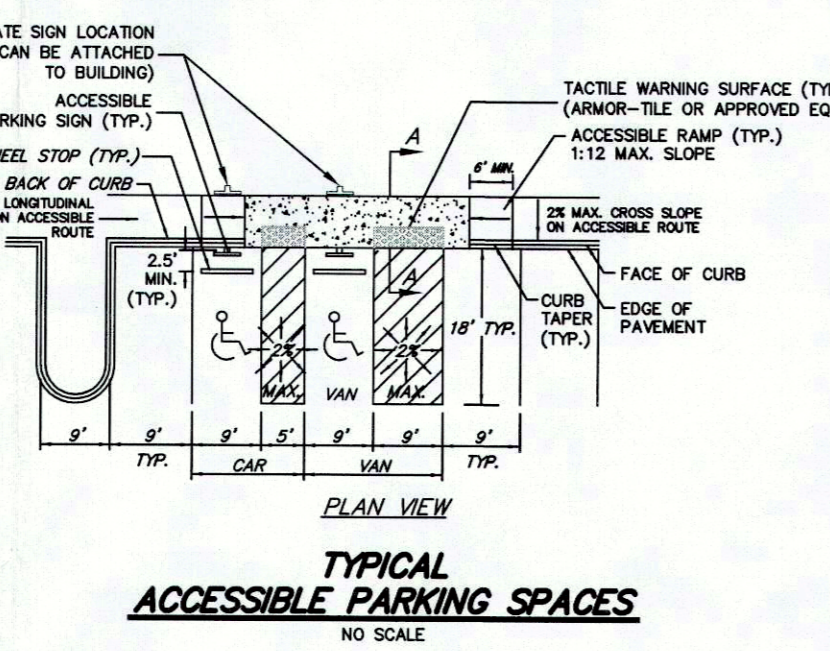 ATE SIGN LOCATION
CAN BE ATTACHED
TO BUILDING)
ACCESSIBLE
RKING SIGN (TYP.)
HEEL STOP (TYP.)
BACK OF CURB
LONGITUDINAL
ON ACCESSIBLE
ROUTE
2.5'
MIN.
(TYP.)
A
TACTILE WARNING SURFACE (TYP
(ARMOR-TILE OR APPROVED EQ
ACCESSIBLE RAMP (TYP.)
1:12 MAX. SLOPE
6' MIN.
2% MAX. CROSS SLOPE
ON ACCESSIBLE ROUTE
A
FACE OF CURB
CURB
TAPER
(TYP.)
EDGE OF
PAVEMENT
18' TYP.
2%
MAX.
VAN
2%
MAX.
9' 9' 9' 5' 9' 9' 9'
TYP. TYP.
CAR VAN
PLAN VIEW
TYPICAL
ACCESSIBLE PARKING SPACES
NO SCALE